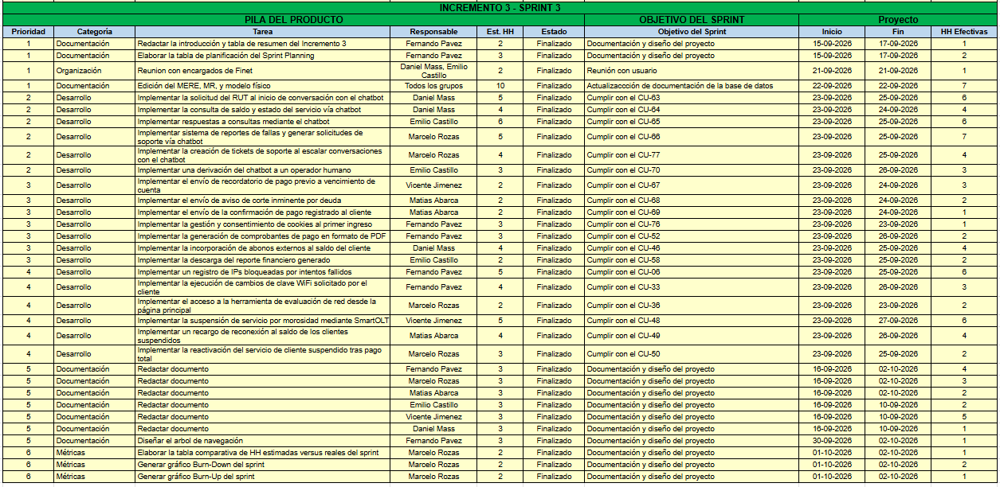 INCREMENTO 3 - SPRINT 3
PILA DEL PRODUCTO OBJETIVO DEL SPRINT Proyecto
Prioridad Categoría Tarea Responsable Est. HH Estado Objetivo del Sprint Inicio Fin HH Efectivas
1 Documentación Redactar la introducción y tabla de resumen del Incremento 3 Fernando Pavez 2 Finalizado Documentación y diseño del proyecto 15-09-2026 17-09-2026 1
1 Documentación Elaborar la tabla de planificación del Sprint Planning Fernando Pavez 3 Finalizado Documentación y diseño del proyecto 15-09-2026 17-09-2026 2
1 Organización Reunion con encargados de Finet Daniel Mass, Emilio Castillo 2 Finalizado Reunión con usuario 21-09-2026 21-09-2026 1
1 Documentación Edición del MERE, MR, y modelo físico Todos los grupos 10 Finalizado Actualizaccción de documentación de la base de datos 22-09-2026 22-09-2026 7
2 Desarrollo Implementar la solicitud del RUT al inicio de conversación con el chatbot Daniel Mass 5 Finalizado Cumplir con el CU-63 23-09-2026 25-09-2026 6
2 Desarrollo Implementar la consulta de saldo y estado del servicio vía chatbot Daniel Mass 4 Finalizado Cumplir con el CU-64 23-09-2026 24-09-2026 4
2 Desarrollo Implementar respuestas a consultas mediante el chatbot Emilio Castillo 6 Finalizado Cumplir con el CU-65 23-09-2026 25-09-2026 6
2 Desarrollo Implementar sistema de reportes de fallas y generar solicitudes de soporte vía chatbot Marcelo Rozas 5 Finalizado Cumplir con el CU-66 23-09-2026 25-09-2026 7
2 Desarrollo Implementar la creación de tickets de soporte al escalar conversaciones con el chatbot Marcelo Rozas 4 Finalizado Cumplir con el CU-77 23-09-2026 25-09-2026 4
2 Desarrollo Implementar una derivación del chatbot a un operador humano Emilio Castillo 3 Finalizado Cumplir con el CU-70 23-09-2026 26-09-2026 3
3 Desarrollo Implementar el envío de recordatorio de pago previo a vencimiento de cuenta Vicente Jimenez 2 Finalizado Cumplir con el CU-67 23-09-2026 24-09-2026 3
3 Desarrollo Implementar el envío de aviso de corte inminente por deuda Matias Abarca 2 Finalizado Cumplir con el CU-68 23-09-2026 24-09-2026 2
3 Desarrollo Implementar el envío de la confirmación de pago registrado al cliente Matias Abarca 2 Finalizado Cumplir con el CU-69 23-09-2026 24-09-2026 1
3 Desarrollo Implementar la gestión y consentimiento de cookies al primer ingreso Fernando Pavez 3 Finalizado Cumplir con el CU-76 23-09-2026 23-09-2026 1
3 Desarrollo Implementar la generación de comprobantes de pago en formato de PDF Fernando Pavez 3 Finalizado Cumplir con el CU-52 23-09-2026 26-09-2026 2
3 Desarrollo Implementar la incorporación de abonos externos al saldo del cliente Daniel Mass 4 Finalizado Cumplir con el CU-46 23-09-2026 25-09-2026 4
3 Desarrollo Implementar la descarga del reporte financiero generado Emilio Castillo 2 Finalizado Cumplir con el CU-58 23-09-2026 25-09-2026 2
4 Desarrollo Implementar un registro de IPs bloqueadas por intentos fallidos Fernando Pavez 5 Finalizado Cumplir con el CU-06 23-09-2026 25-09-2026 6
4 Desarrollo Implementar la ejecución de cambios de clave WiFi solicitado por el cliente Fernando Pavez 4 Finalizado Cumplir con el CU-33 23-09-2026 26-09-2026 3
4 Desarrollo Implementar el acceso a la herramienta de evaluación de red desde la página principal Marcelo Rozas 2 Finalizado Cumplir con el CU-36 23-09-2026 23-09-2026 2
4 Desarrollo Implementar la suspensión de servicio por morosidad mediante SmartOLT Vicente Jimenez 5 Finalizado Cumplir con el CU-48 23-09-2026 27-09-2026 6
4 Desarrollo Implementar un recargo de reconexión al saldo de los clientes suspendidos Matias Abarca 4 Finalizado Cumplir con el CU-49 23-09-2026 26-09-2026 4
4 Desarrollo Implementar la reactivación del servicio de cliente suspendido tras pago total Marcelo Rozas 3 Finalizado Cumplir con el CU-50 23-09-2026 25-09-2026 2
5 Documentación Redactar documento Fernando Pavez 3 Finalizado Documentación y diseño del proyecto 16-09-2026 02-10-2026 4
5 Documentación Redactar documento Marcelo Rozas 3 Finalizado Documentación y diseño del proyecto 16-09-2026 02-10-2026 3
5 Documentación Redactar documento Matias Abarca 3 Finalizado Documentación y diseño del proyecto 16-09-2026 02-10-2026 2
5 Documentación Redactar documento Emilio Castillo 3 Finalizado Documentación y diseño del proyecto 16-09-2026 10-09-2026 2
5 Documentación Redactar documento Vicente Jimenez 3 Finalizado Documentación y diseño del proyecto 16-09-2026 10-09-2026 5
5 Documentación Redactar documento Daniel Mass 3 Finalizado Documentación y diseño del proyecto 16-09-2026 10-09-2026 1
5 Documentación Diseñar el arbol de navegación Fernando Pavez 3 Finalizado Documentación y diseño del proyecto 30-09-2026 02-10-2026 1
6 Métricas Elaborar la tabla comparativa de HH estimadas versus reales del sprint Marcelo Rozas 2 Finalizado Documentación y diseño del proyecto 01-10-2026 02-10-2026 1
6 Métricas Generar gráfico Burn-Down del sprint Marcelo Rozas 2 Finalizado Documentación y diseño del proyecto 01-10-2026 02-10-2026 2
6 Métricas Generar gráfico Burn-Up del sprint Marcelo Rozas 2 Finalizado Documentación y diseño del proyecto 01-10-2026 02-10-2026 1